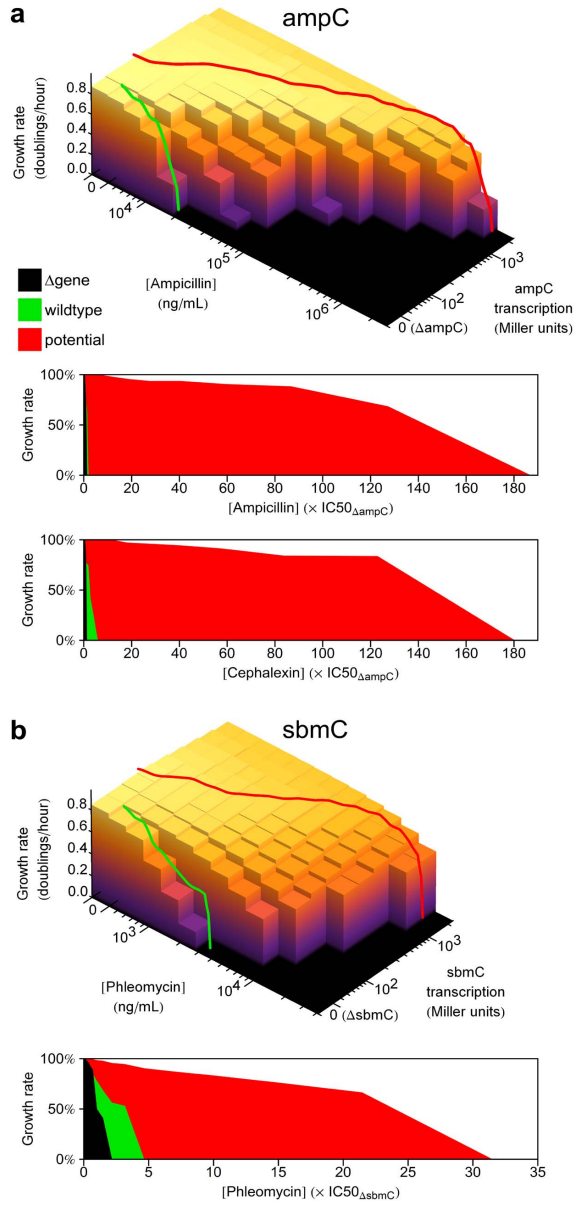 a
ampC
Growth rate
(doublings/hour)
0.8
0.6
0.4
0.2
0.0
0
10⁴
10⁵
10⁶
[Ampicillin]
(ng/mL)
0 (ΔampC)
10²
10³
ampC
transcription
(Miller units)
Δgene
wildtype
potential
Growth rate
100%
50%
0%
0 20 40 60 80 100 120 140 160 180
[Ampicillin] (× IC50ΔampC)
Growth rate
100%
50%
0%
0 20 40 60 80 100 120 140 160 180
[Cephalexin] (× IC50ΔampC)
b
sbmC
Growth rate
(doublings/hour)
0.8
0.6
0.4
0.2
0.0
0
10³
10⁴
[Phleomycin]
(ng/mL)
0 (ΔsbmC)
10²
10³
sbmC
transcription
(Miller units)
Growth rate
100%
50%
0%
0 5 10 15 20 25 30 35
[Phleomycin] (× IC50ΔsbmC)